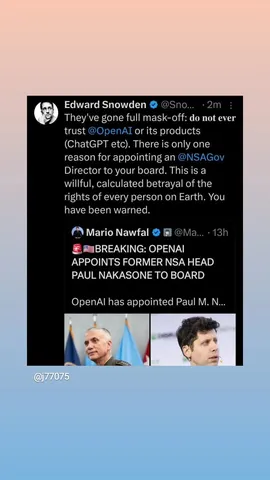 Edward Snowden @Sno... · 2m
They've gone full mask-off: 𝐝𝐨 𝐧𝐨𝐭 𝐞𝐯𝐞𝐫
trust @OpenAI or its products
(ChatGPT etc). There is only one
reason for appointing an @NSAGov
Director to your board. This is a
willful, calculated betrayal of the
rights of every person on Earth. You
have been warned.
Mario Nawfal @Ma... · 13h
🚨🇺🇸BREAKING: OPENAI
APPOINTS FORMER NSA HEAD
PAUL NAKASONE TO BOARD
OpenAI has appointed Paul M. N...
@j77075